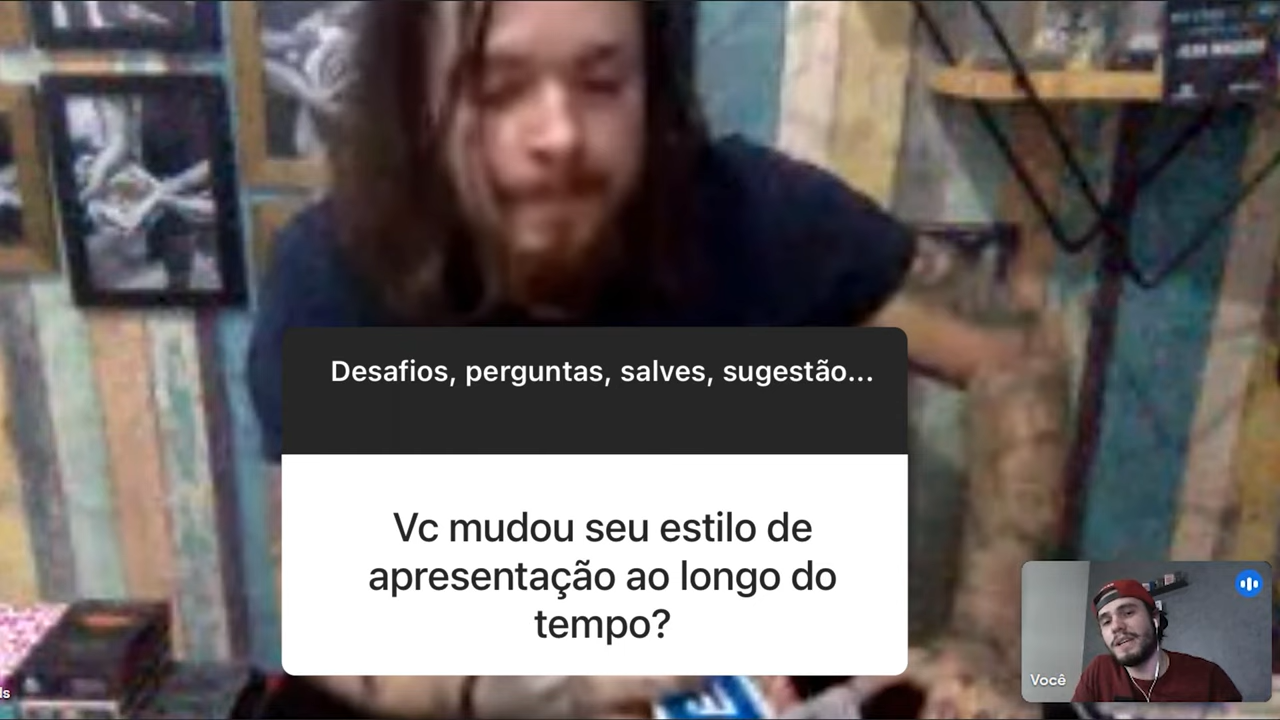 Desafios, perguntas, salves, sugestão...
Vc mudou seu estilo de
apresentação ao longo do
tempo?
Você